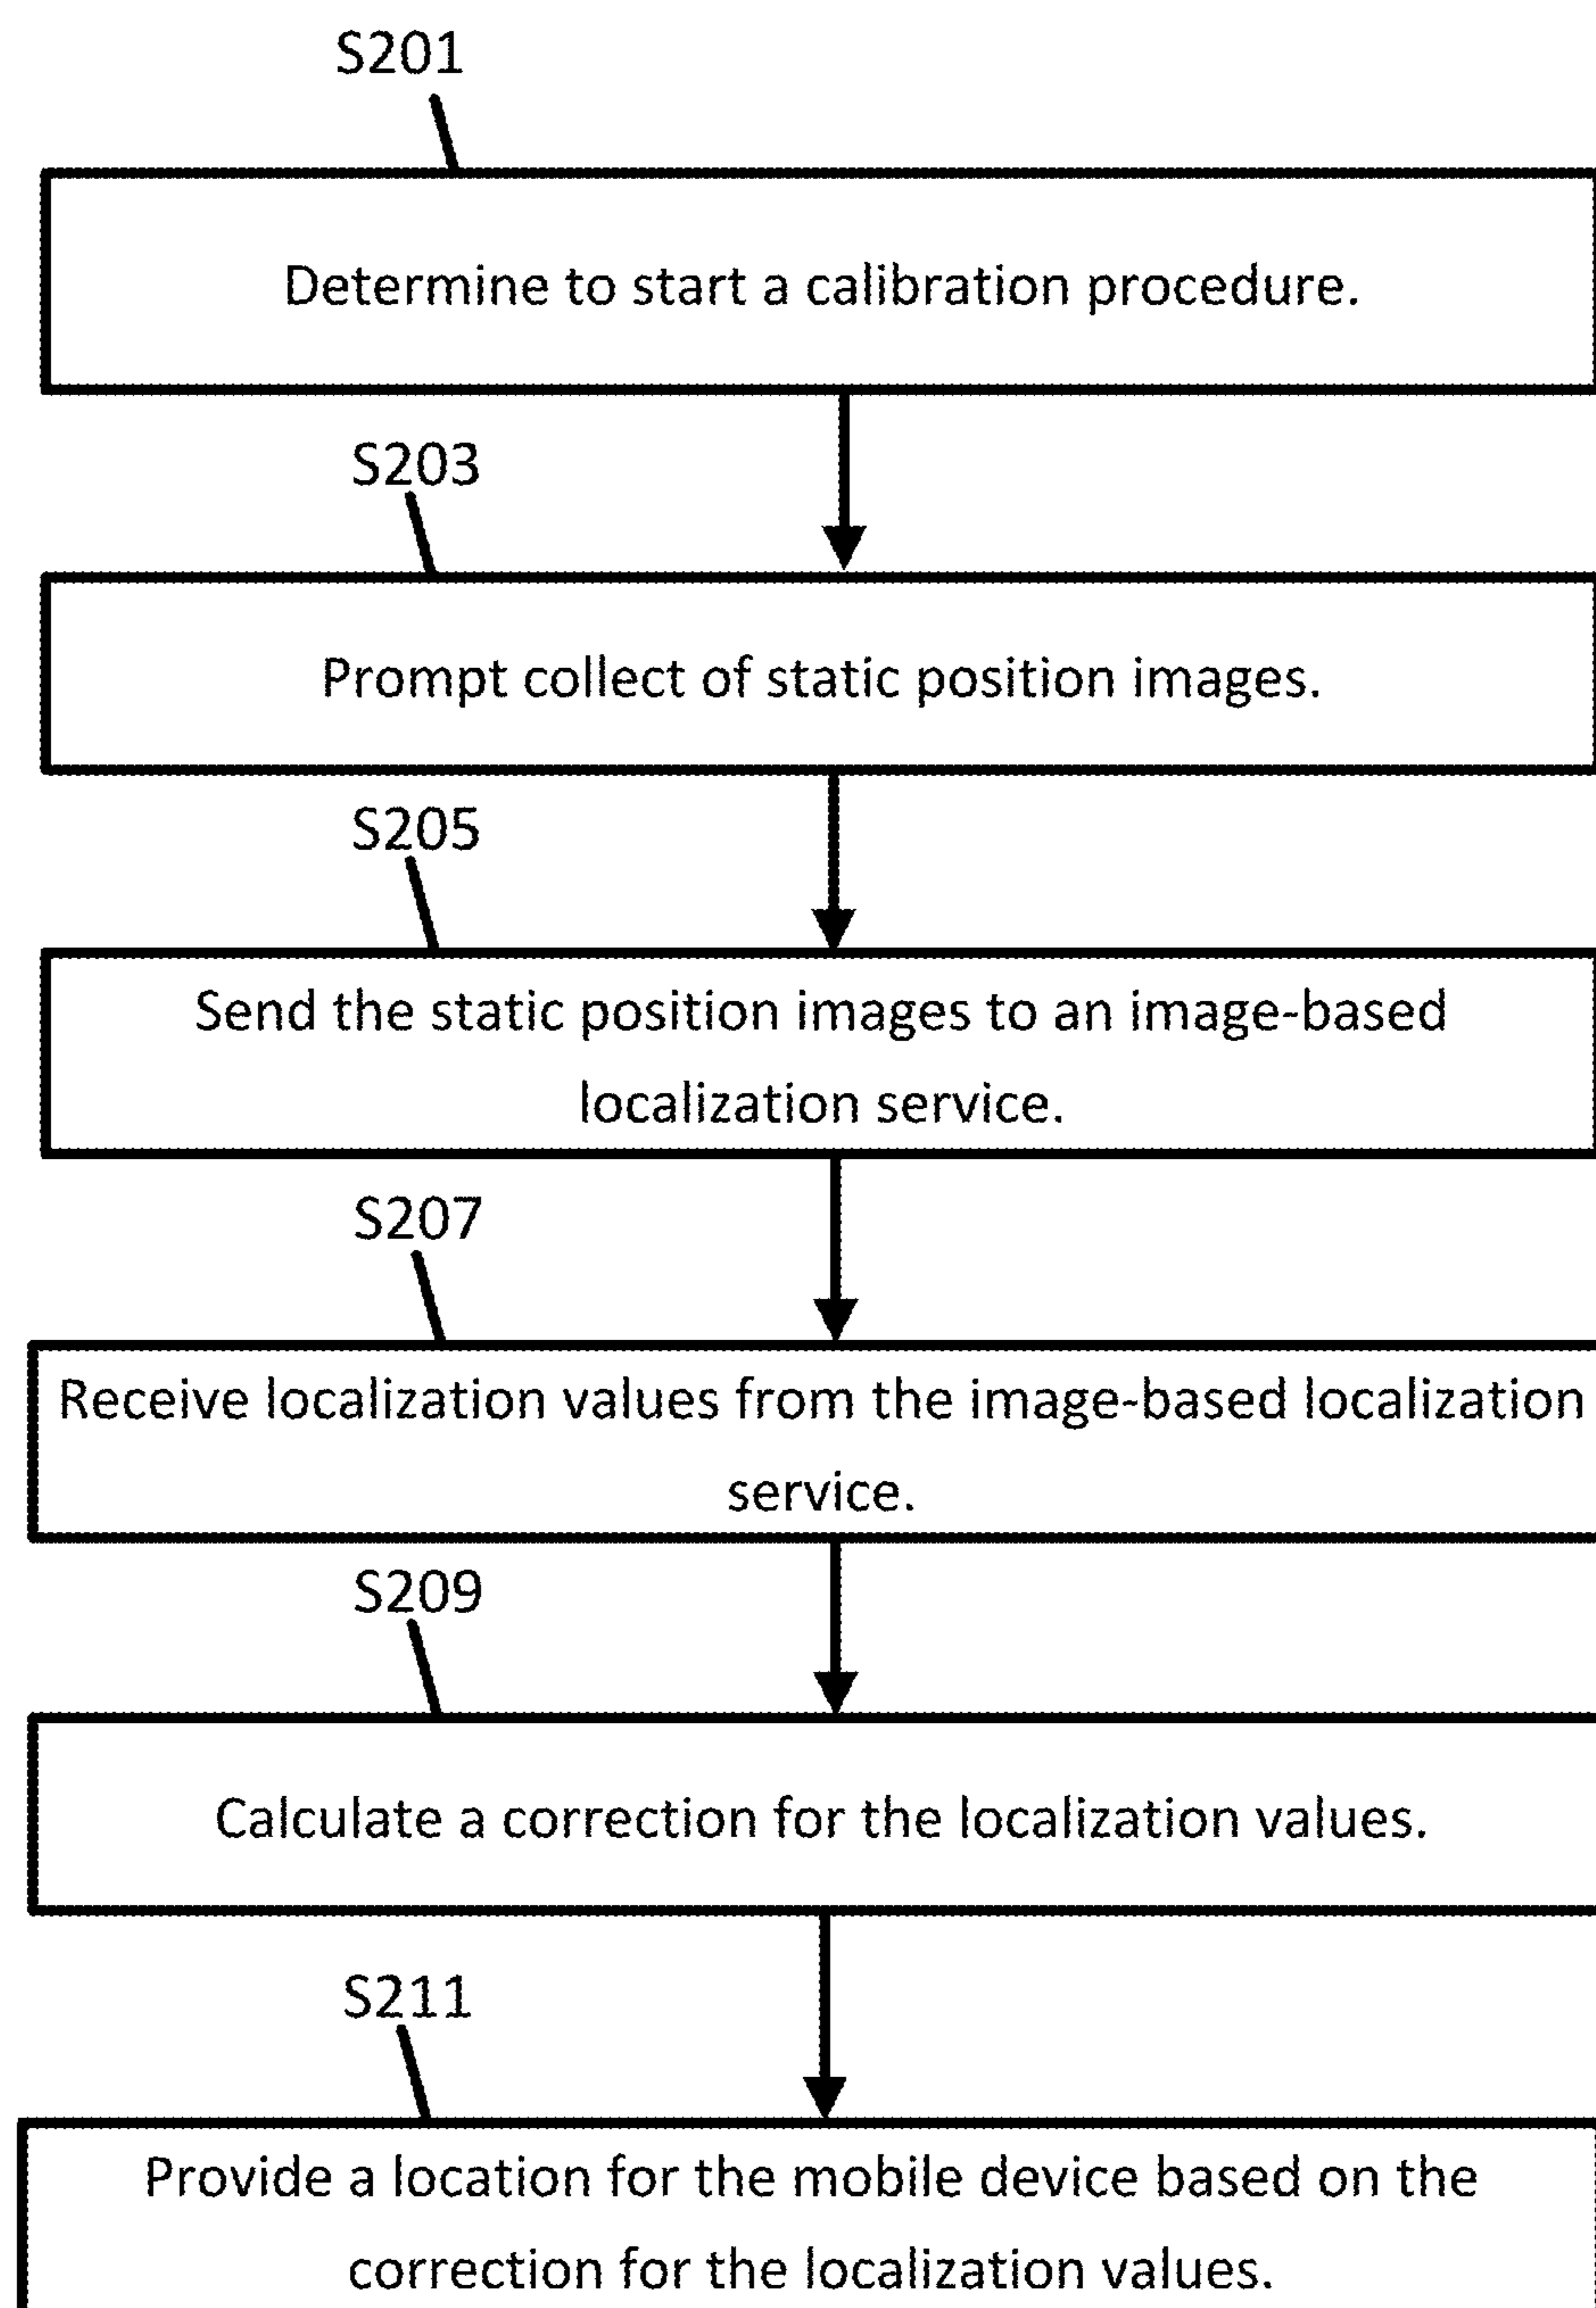 S201
Determine to start a calibration procedure.
S203
Prompt collect of static position images.
S205
Send the static position images to an image-based
localization service.
S207
Receive localization values from the image-based localization
service.
S209
Calculate a correction for the localization values.
S211
Provide a location for the mobile device based on the
correction for the localization values.